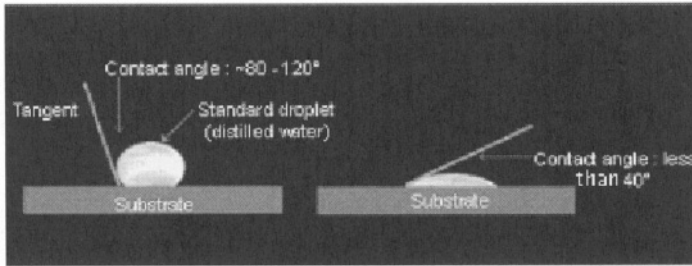 Contact angle : ~80 -120°
Tangent
Standard droplet
(distilled water)
Substrate
Contact angle : less
than 40°
Substrate